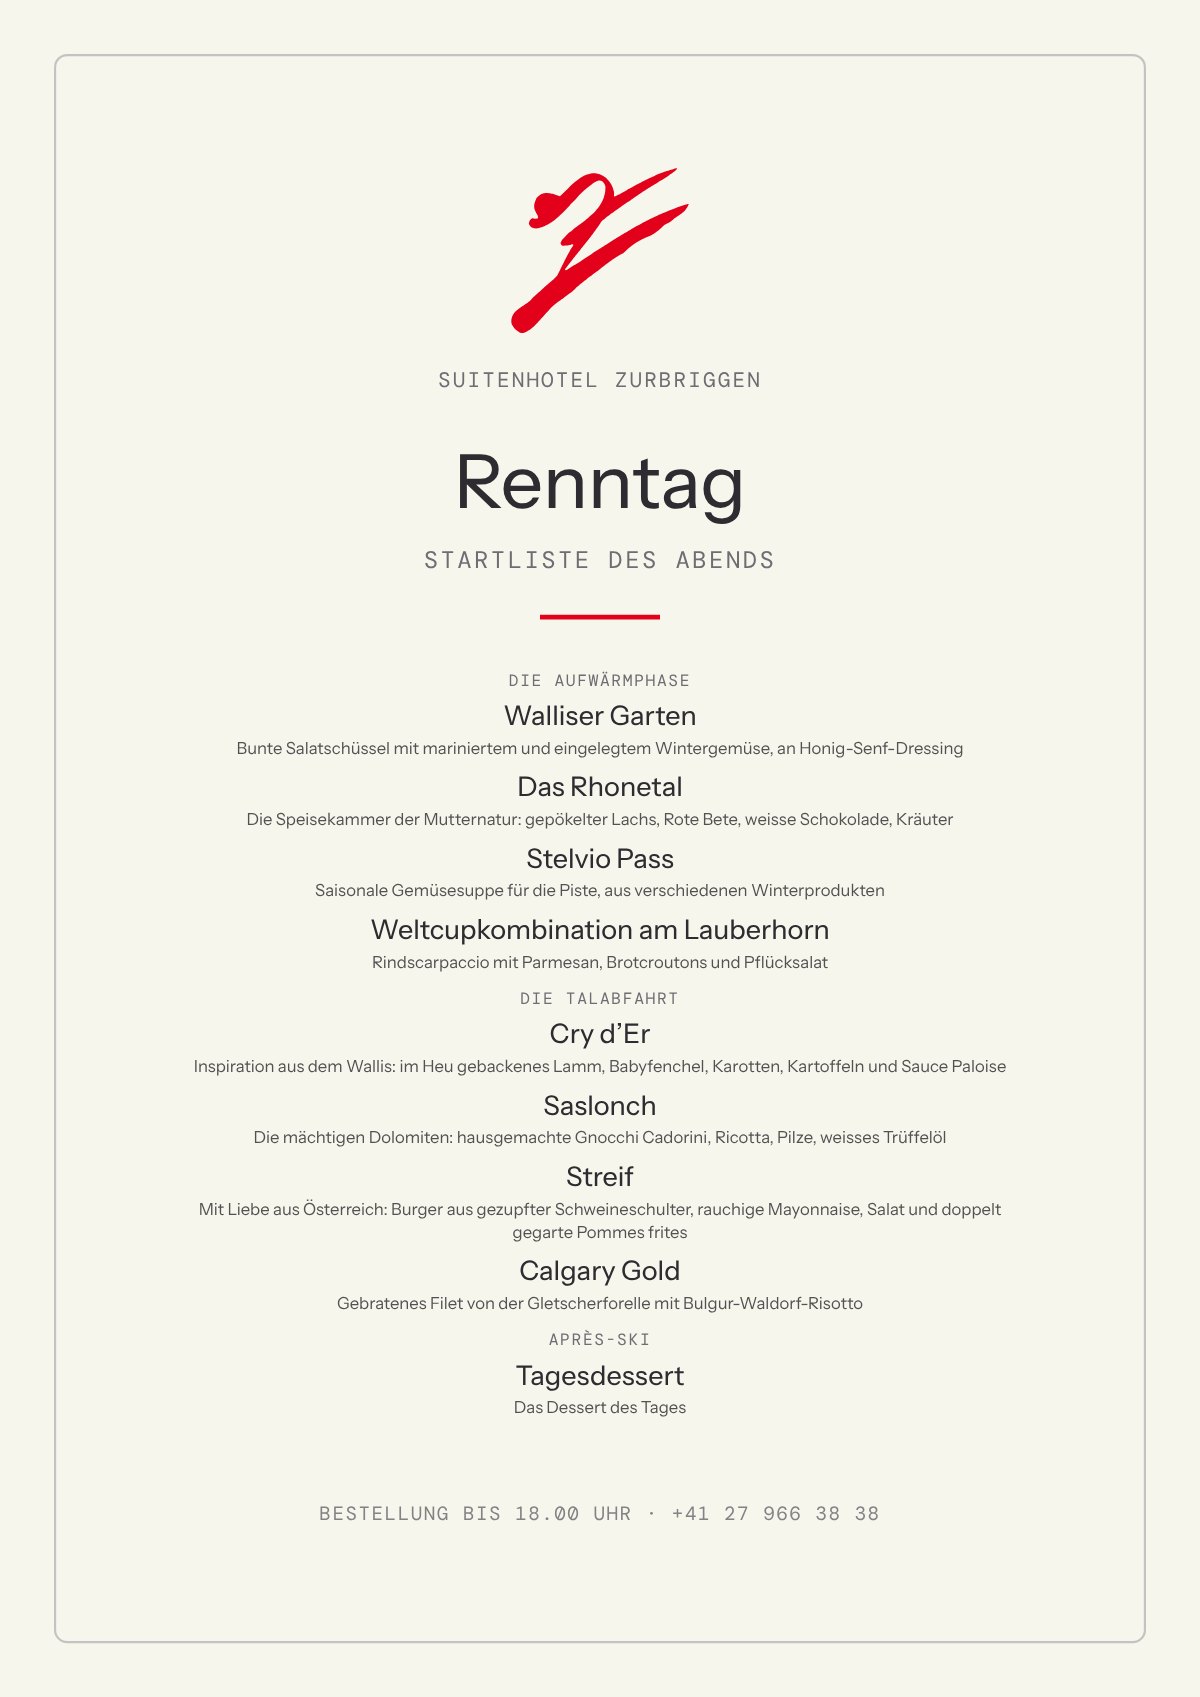 SUITENHOTEL ZURBRIGGEN
Renntag
STARTLISTE DES ABENDS
DIE AUFWÄRMPHASE
Walliser Garten
Bunte Salatschüssel mit mariniertem und eingelegtem Wintergemüse, an Honig-Senf-Dressing
Das Rhonetal
Die Speisekammer der Mutternatur: gepökelter Lachs, Rote Bete, weisse Schokolade, Kräuter
Stelvio Pass
Saisonale Gemüsesuppe für die Piste, aus verschiedenen Winterprodukten
Weltcupkombination am Lauberhorn
Rindscarpaccio mit Parmesan, Brotcroutons und Pflücksalat
DIE TALABFAHRT
Cry d’Er
Inspiration aus dem Wallis: im Heu gebackenes Lamm, Babyfenchel, Karotten, Kartoffeln und Sauce Paloise
Saslonch
Die mächtigen Dolomiten: hausgemachte Gnocchi Cadorini, Ricotta, Pilze, weisses Trüffelöl
Streif
Mit Liebe aus Österreich: Burger aus gezupfter Schweineschulter, rauchige Mayonnaise, Salat und doppelt
gegarte Pommes frites
Calgary Gold
Gebratenes Filet von der Gletscherforelle mit Bulgur-Waldorf-Risotto
APRÈS-SKI
Tagesdessert
Das Dessert des Tages
BESTELLUNG BIS 18.00 UHR · +41 27 966 38 38